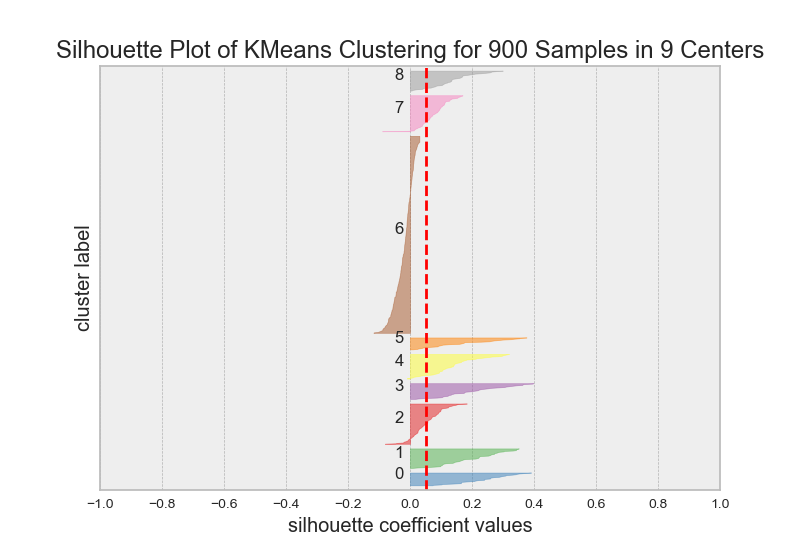 Silhouette Plot of KMeans Clustering for 900 Samples in 9 Centers
8
7
6
5
4
3
2
1
0
cluster label
−1.0 −0.8 −0.6 −0.4 −0.2 0.0 0.2 0.4 0.6 0.8 1.0
silhouette coefficient values